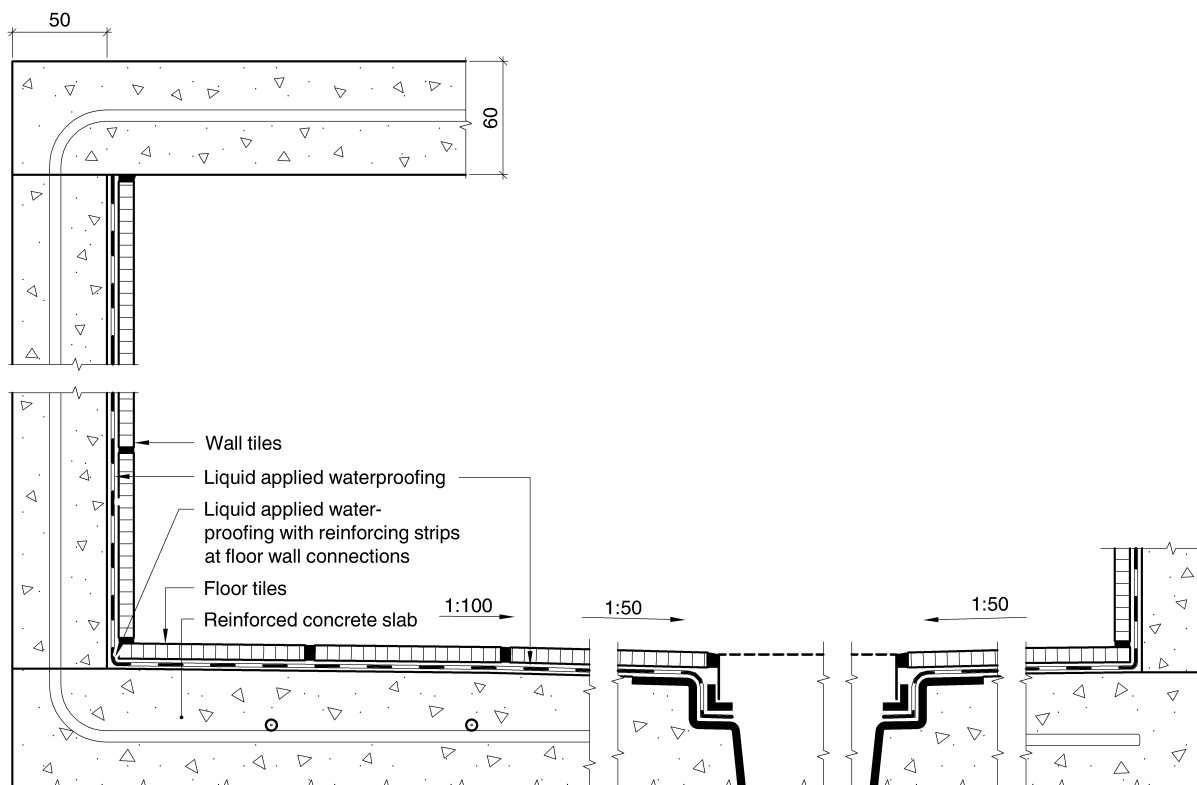 50
60
Wall tiles
Liquid applied waterproofing
Liquid applied water-
proofing with reinforcing strips
at floor wall connections
Floor tiles
Reinforced concrete slab
1:100
1:50
1:50